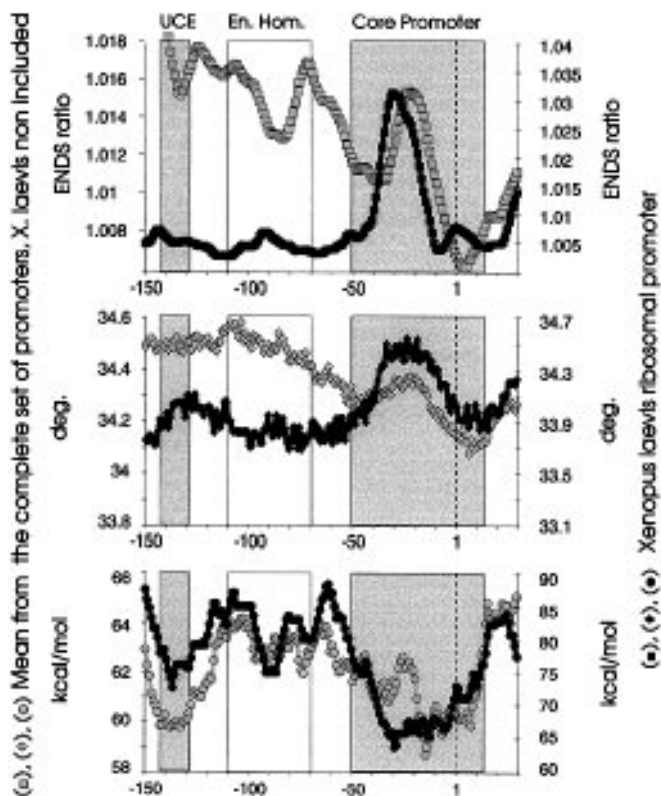 UCE En. Hom. Core Promoter
1.018 1.04
1.016 1.035
1.03
1.014 1.025
1.012 1.02
1.01 1.015
1.01
1.008 1.005
ENDS ratio ENDS ratio
-150 -100 -50 1
34.6 34.7
34.4 34.3
34.2 33.9
34 33.5
33.8 33.1
deg. deg.
-150 -100 -50 1
66 90
85
64 80
62 75
70
60 65
58 60
kcal/mol kcal/mol
-150 -100 -50 1
(▫), (⋄), (○) Mean from the complete set of promoters, X. laevis non included
(▪), (♦), (●) Xenopus laevis ribosomal promoter